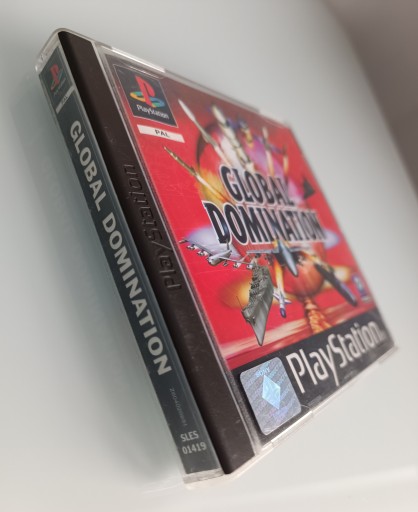 GLOBAL DOMINATION
SLES
01419
PlayStation
PlayStation
PAL
GLOBAL
DOMINATION
PlayStation